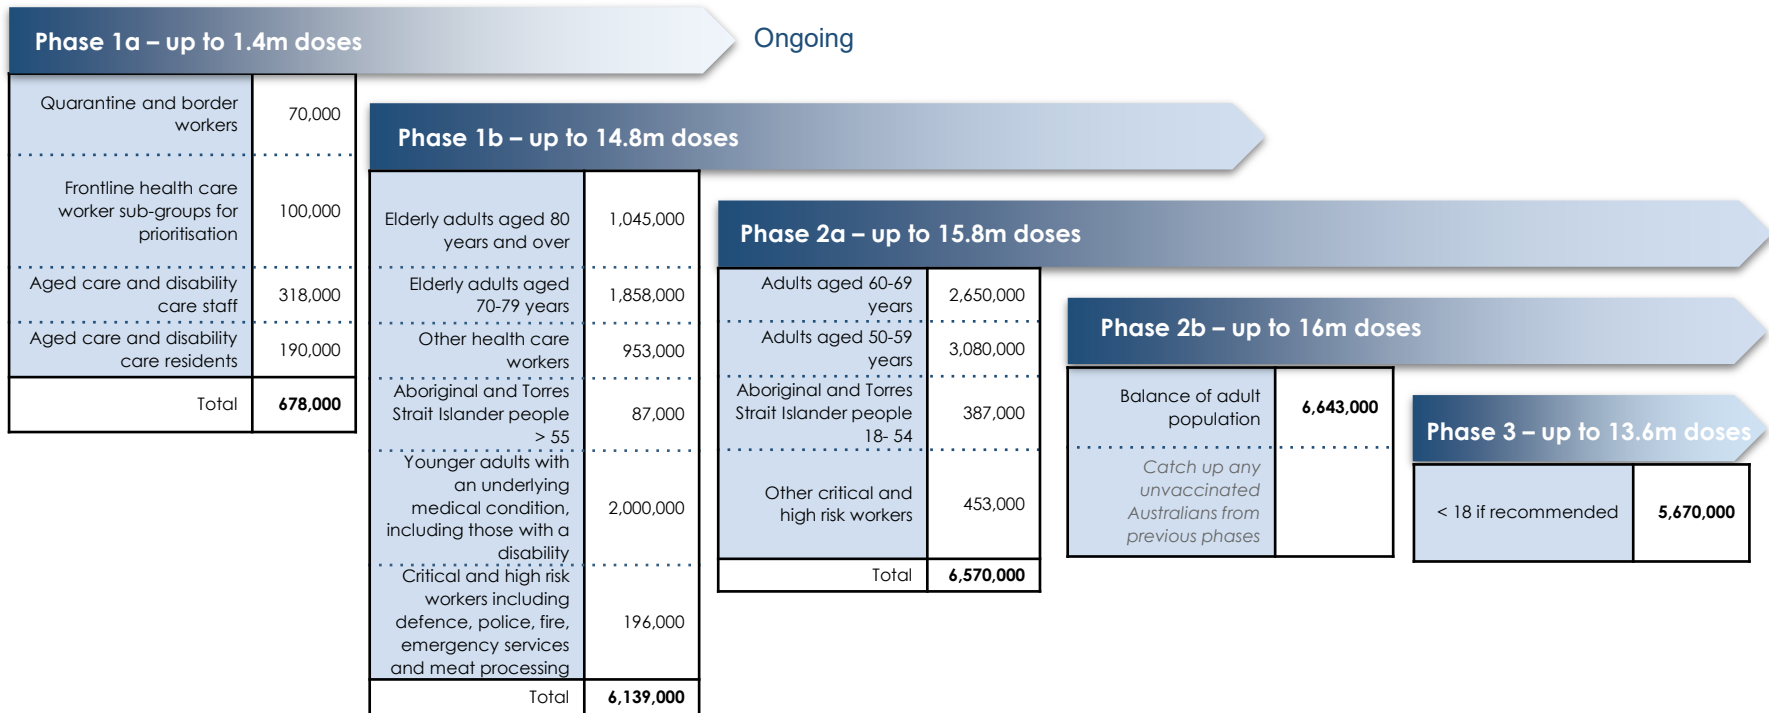 Phase 1a – up to 1.4m doses
Ongoing
Quarantine and border
workers
70,000
Frontline health care
worker sub-groups for
prioritisation
100,000
Aged care and disability
care staff
318,000
Aged care and disability
care residents
190,000
Total
678,000
Phase 1b – up to 14.8m doses
Elderly adults aged 80
years and over
1,045,000
Elderly adults aged
70-79 years
1,858,000
Other health care
workers
953,000
Aboriginal and Torres
Strait Islander people
> 55
87,000
Younger adults with
an underlying
medical condition,
including those with a
disability
2,000,000
Critical and high risk
workers including
defence, police, fire,
emergency services
and meat processing
196,000
Total
6,139,000
Phase 2a – up to 15.8m doses
Adults aged 60-69
years
2,650,000
Adults aged 50-59
years
3,080,000
Aboriginal and Torres
Strait Islander people
18- 54
387,000
Other critical and
high risk workers
453,000
Total
6,570,000
Phase 2b – up to 16m doses
Balance of adult
population
6,643,000
Catch up any
unvaccinated
Australians from
previous phases
Phase 3 – up to 13.6m doses
< 18 if recommended
5,670,000